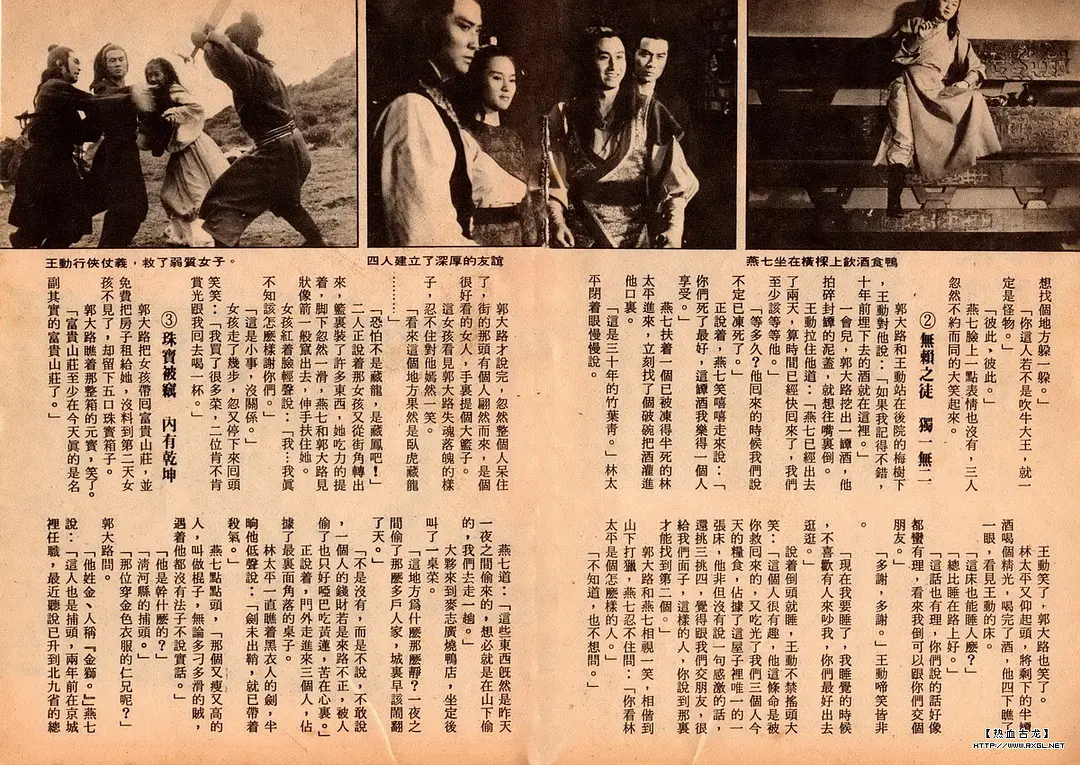 王動行俠仗義，救了弱質女子。
四人建立了深厚的友誼
燕七坐在橫樑上飲酒食鴨
想找個地方躲一躲。」
「你這人若不是吹牛大王，就一
定是怪物。」
「彼此，彼此。」
燕七臉上一點表情也沒有，三人
忽然不約而同的大笑起來。
②無賴之徒　獨一無二
郭大路和王動站在後院的梅樹下
，王動對他說：「如果我記得不錯，
十年前埋下去的酒就在這裡。」
一會兒，郭大路挖出一罈酒，他
拍碎封罈的泥蓋，就想往嘴裏倒。
王動拉住他道：「燕七已經出去
了兩天，算時間已經快囘來了，我們
至少該等等他。」
「等多久？他囘來的時候我們說
不定已凍死了。」
正說着，燕七笑嘻嘻走來說：「
你們死了最好，這罈酒我樂得一個人
享受。」
燕七扶着一個已被凍得半死的林
太平進來，立刻找了個破碗把酒灌進
他口裏。
「這是三十年的竹葉青。」林太
平閉着眼慢慢說。
王動笑了，郭大路也笑了。
林太平又仰起頭，將剩下的半罈
酒喝個精光，喝完了酒，他四下瞧了
一眼，看見王動的床。
「這床也能睡人麽？」
「總比睡在路上好。」
「這話也有理，你們說的話好像
都蠻有理，看來我倒可以跟你們交個
朋友。」
「多謝，多謝。」王動啼笑皆非
。
「現在我要睡了，我睡覺的時候
，不喜歡有人來吵我，你們最好出去
逛逛。」
說着倒頭就睡，王動不禁搖頭大
笑：「這個人很有趣，他這條命是被
你救囘來的，又吃光了我們三個人今
天的糧食，佔據了這屋子裡唯一的一
張床，他非但沒有說一句感激的話，
還挑三挑四，覺得跟我們交朋友，很
給我們面子，這樣的人，你說到那裏
才能找到第二個。」
郭大路和燕七相視一笑，相偕到
山下打獵，燕七忍不住問：「你看林
太平是個怎麽樣的人。」
「不知道，也不想問。」
郭大路才說完，忽然整個人呆住
了，街的那頭有個人翩然而來，是個
很好看的女人，手裏提個大籃子。
這女孩看見郭大路失魂落魄的樣
子，忍不住對他嫣然一笑。
「看來這個地方果然是臥虎藏龍
………」
「恐怕不是藏龍，是藏鳳吧！」
二人正說着那女孩又從街角轉出
來，籃裏裝了許多東西，她吃力的提
着，脚下忽然一滑，燕七和郭大路見
狀像箭一般竄出去，伸手扶住她。
女孩紅着臉輕聲說：「我…我眞
不知該怎麽樣謝你們。」
「這是小事，沒關係。」
女孩走了幾步，忽又停下來囘頭
笑笑：「我買了很多菜，二位肯不肯
賞光跟我囘去喝一杯。」
③珠寶被竊　內有乾坤
郭大路把女孩帶囘富貴山莊，並
免費把房子租給她，沒料到第二天女
孩不見了，却留下五口珠寶箱子。
郭大路瞧着那整箱的元寶，笑了。
「富貴山莊至少在今天眞的是名
副其實的富貴山莊了。」
燕七道：「這些東西旣然是昨天
一夜之間偷來的，想必就是在山下偷
的，我們去走一趟。」
大夥來到麥志廣燒鴨店，坐定後
叫了一桌菜。
「這地方爲什麽那麽靜？一夜之
間偷了那麽多戶人家，城裏早該鬧翻
了天。」
「不是沒有，而是不說，不敢說
，一個人的錢財若是來路不正，被人
偷了也只好啞巴吃黃蓮，苦在心裏。」
正說着，門外走進來三個人，佔
據了最裏面角落的桌子。
林太平一直瞧着黑衣人的劍，半
晌他低聲說：「劍未出鞘，就已帶着
殺氣。」
燕七點點頭，「那個又瘦又高的
人，叫做棍子，無論多刁多滑的賊，
遇着他都沒有法子不說實話。」
「他是幹什麽的？」
「淸河縣的捕頭。」
「那位穿金色衣服的仁兄呢？」
郭大路問。
「他姓金、人稱『金獅。』」燕七
說：「這人也是捕頭，兩年前在京城
裡任職，最近聽說已升到北九省的總
【热血古龙】
HTTP://WWW.RXGL.NET